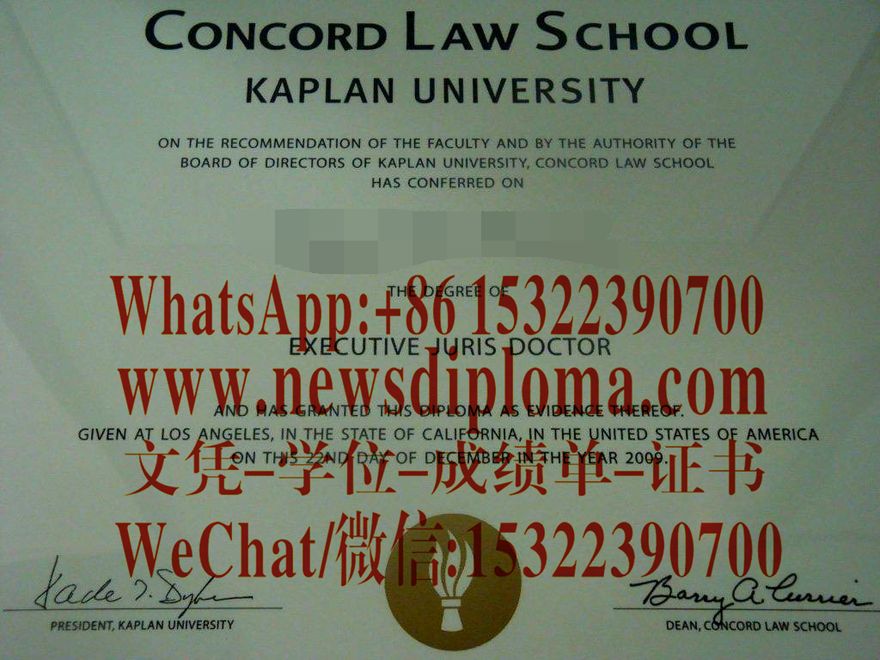 CONCORD LAW SCHOOL
KAPLAN UNIVERSITY
ON THE RECOMMENDATION OF THE FACULTY AND BY THE AUTHORITY OF THE
BOARD OF DIRECTORS OF KAPLAN UNIVERSITY, CONCORD LAW SCHOOL
HAS CONFERRED ON
THE DEGREE OF
WhatsApp:+86 15322390700
EXECUTIVE JURIS DOCTOR
www.newsdiploma.com
AND HAS GRANTED THIS DIPLOMA AS EVIDENCE THEREOF.
GIVEN AT LOS ANGELES, IN THE STATE OF CALIFORNIA, IN THE UNITED STATES OF AMERICA
ON THIS 22ND DAY OF DECEMBER IN THE YEAR 2009.
文凭-学位-成绩单-证书
WeChat/微信:15322390700
PRESIDENT, KAPLAN UNIVERSITY
Barry A Currier
DEAN, CONCORD LAW SCHOOL